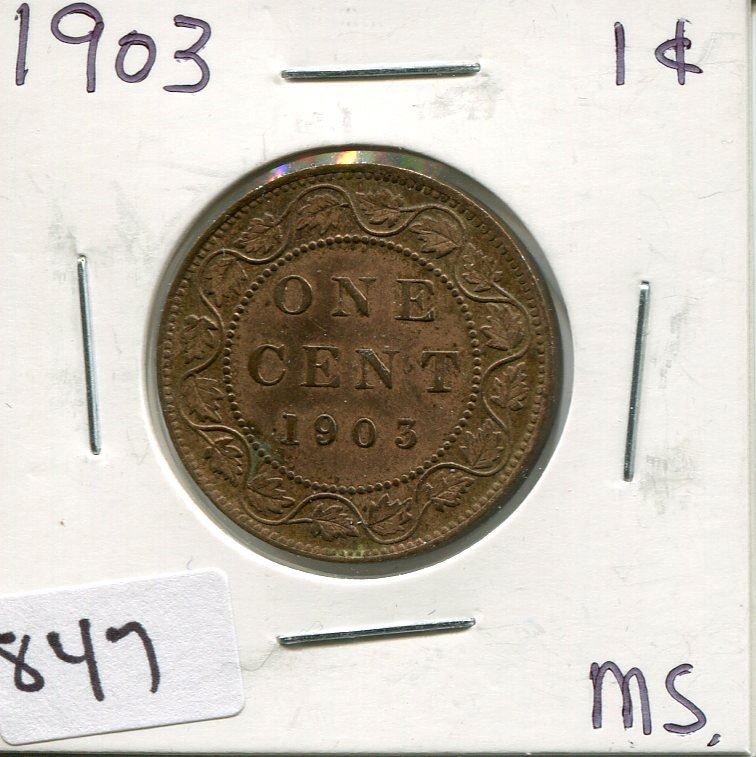 1903 1¢
ONE
CENT
1903
847
MS.